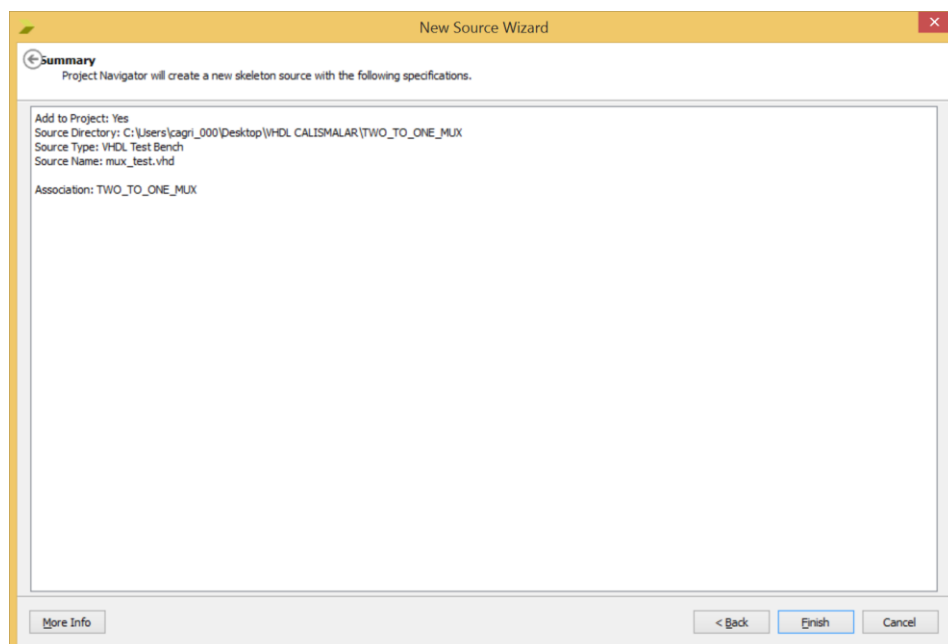 New Source Wizard
Summary
Project Navigator will create a new skeleton source with the following specifications.
Add to Project: Yes
Source Directory: C:\Users\cagri_000\Desktop\VHDL CALISMALAR\TWO_TO_ONE_MUX
Source Type: VHDL Test Bench
Source Name: mux_test.vhd
Association: TWO_TO_ONE_MUX
More Info
< Back
Finish
Cancel